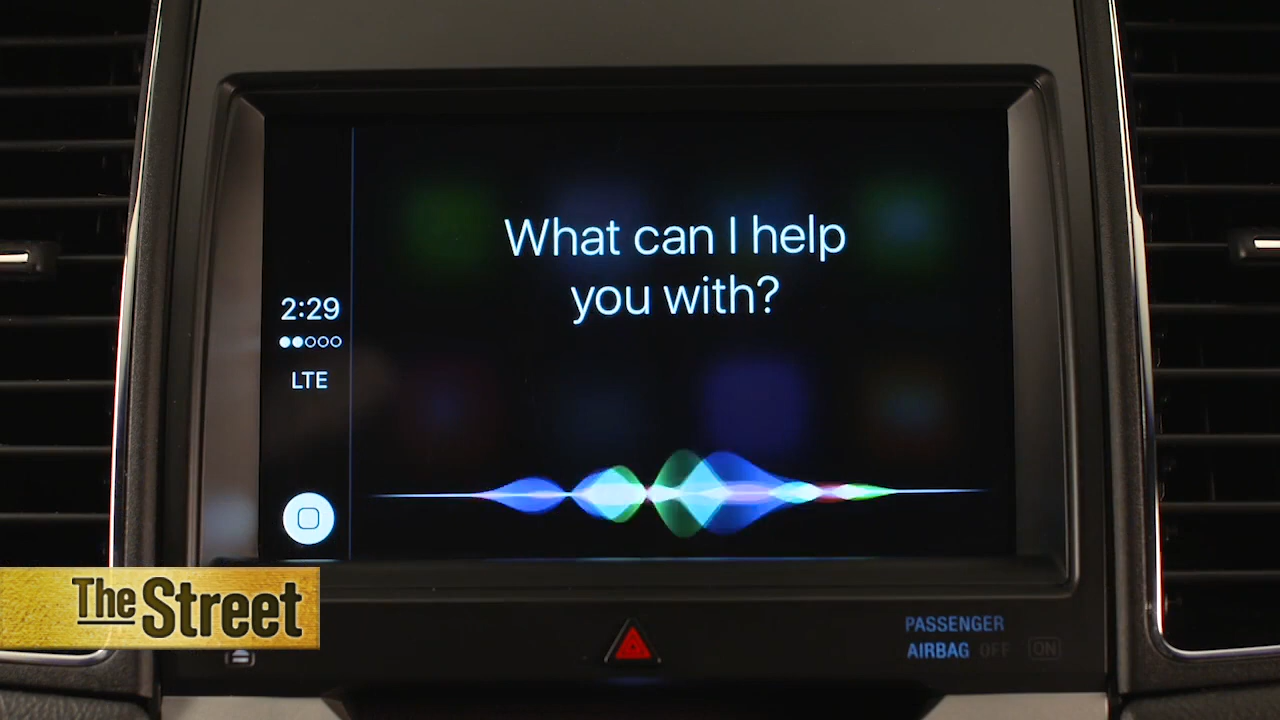 What can I help
you with?
2:29
LTE
The Street
PASSENGER
AIRBAG OFF ON